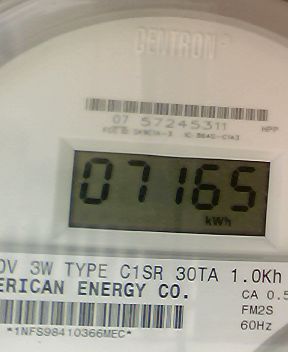 CENTRON®
07 57245311
HPP
07165
kWh
0V 3W TYPE C1SR 30TA 1.0Kh
ERICAN ENERGY CO.
CA 0.5
FM2S
60Hz
*1NFS98410366MEC*